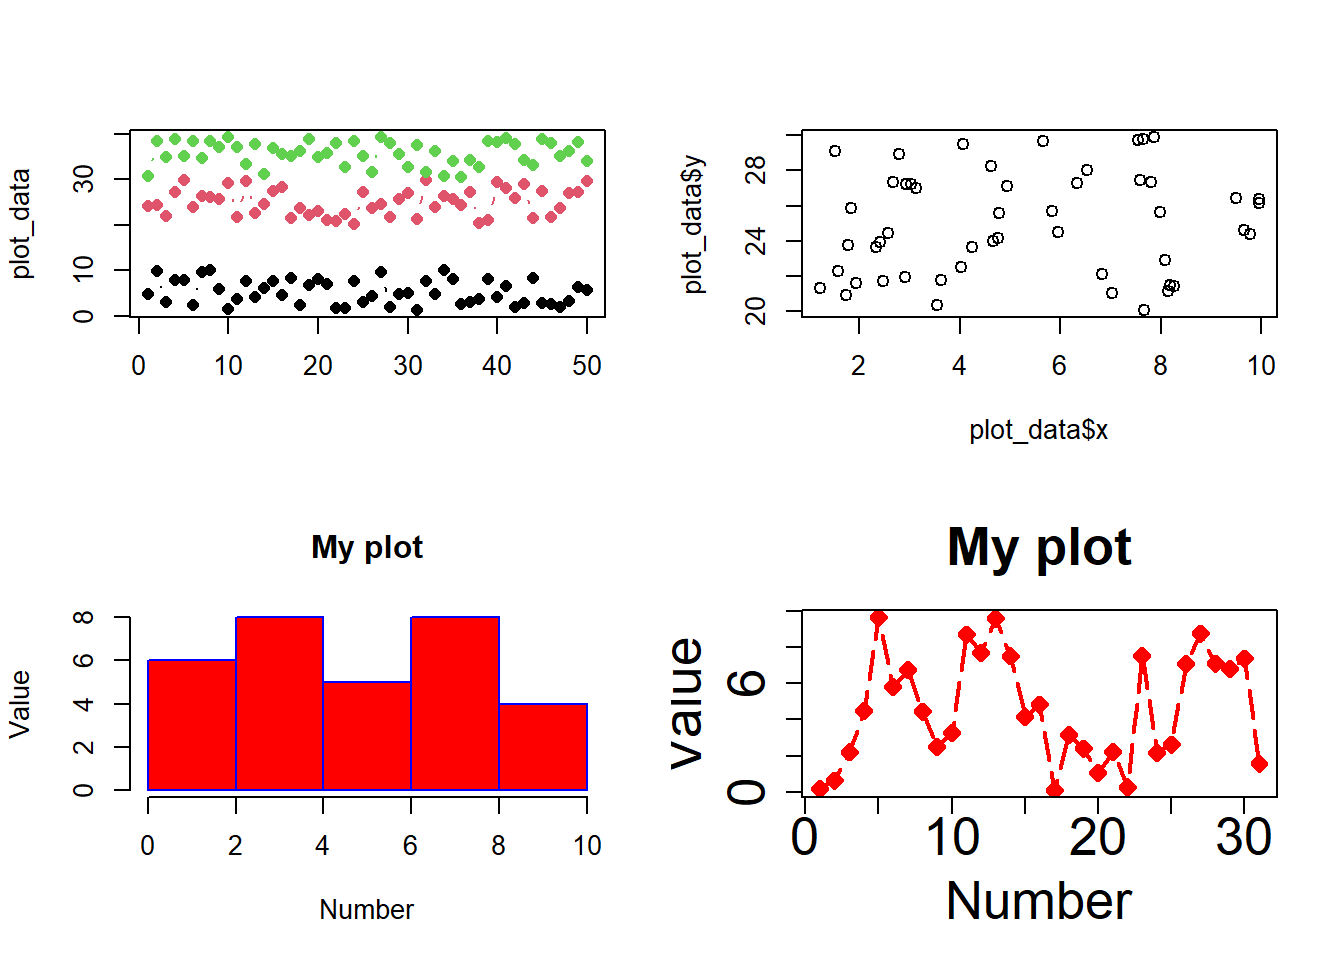 plot_data
30
10
0
0 10 20 30 40 50
plot_data$y
28
24
20
2 4 6 8 10
plot_data$x
My plot
Value
8
6
4
2
0
0 2 4 6 8 10
Number
My plot
value
6
0
0 10 20 30
Number